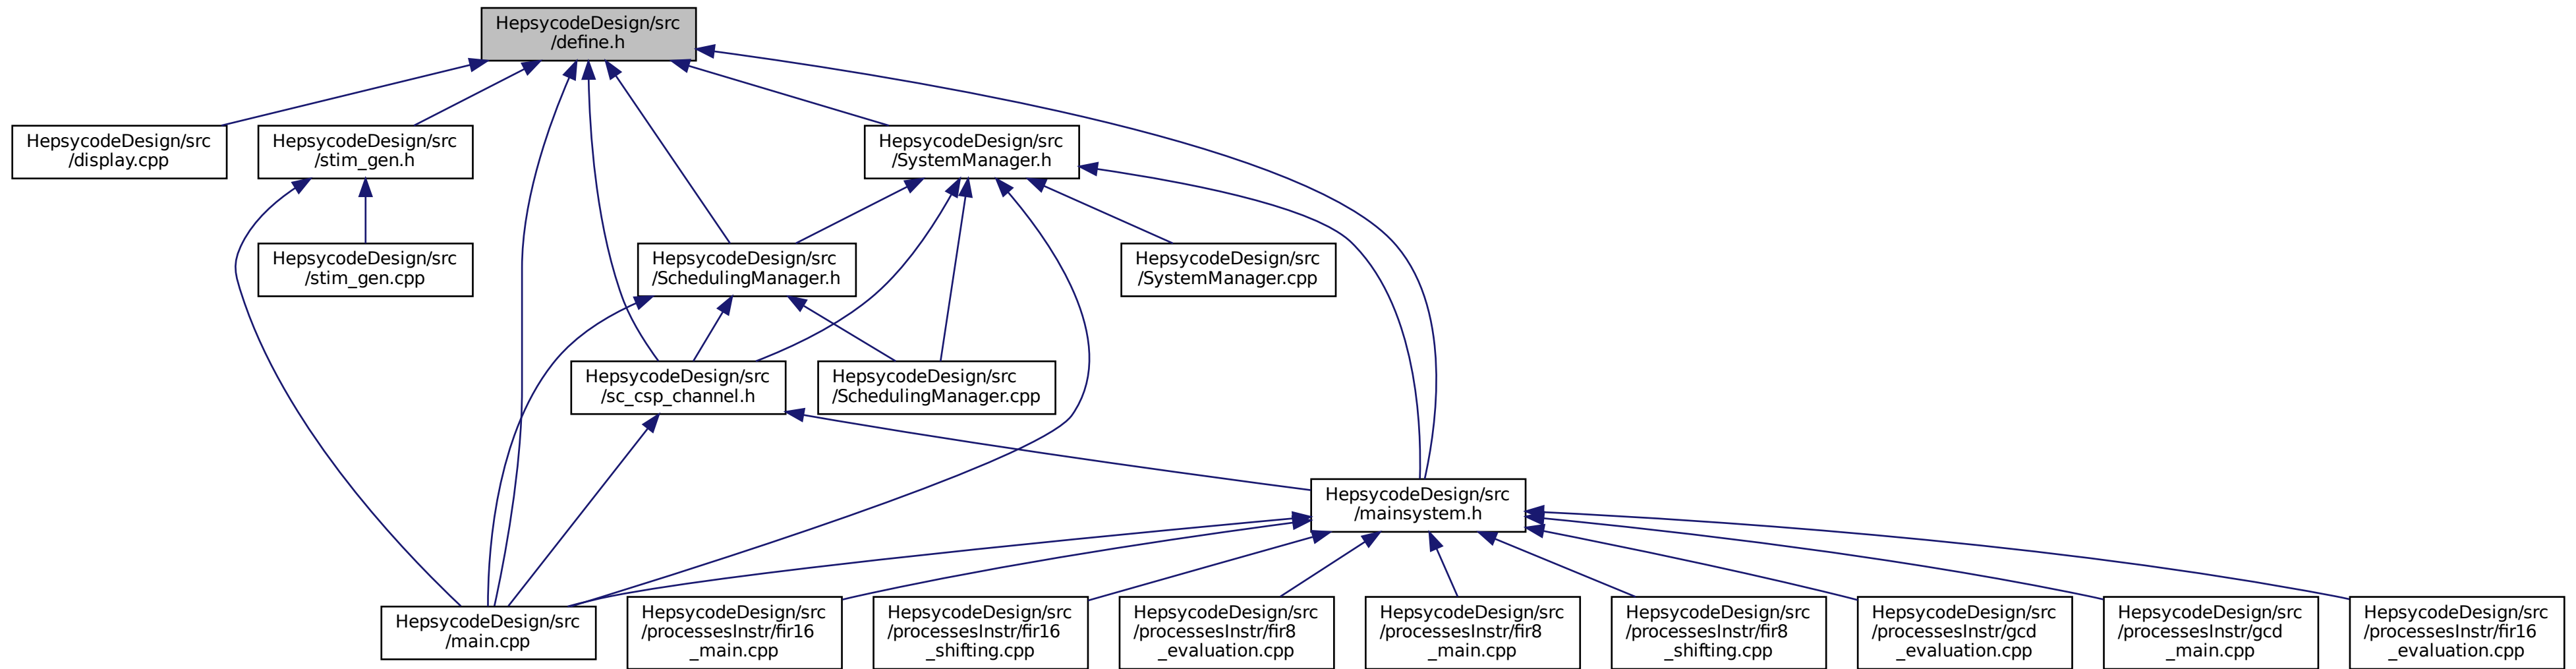 HepsycodeDesign/src
/define.h
HepsycodeDesign/src
/display.cpp
HepsycodeDesign/src
/stim_gen.h
HepsycodeDesign/src
/SystemManager.h
HepsycodeDesign/src
/stim_gen.cpp
HepsycodeDesign/src
/SchedulingManager.h
HepsycodeDesign/src
/SystemManager.cpp
HepsycodeDesign/src
/sc_csp_channel.h
HepsycodeDesign/src
/SchedulingManager.cpp
HepsycodeDesign/src
/mainsystem.h
HepsycodeDesign/src
/main.cpp
HepsycodeDesign/src
/processesInstr/fir16
_main.cpp
HepsycodeDesign/src
/processesInstr/fir16
_shifting.cpp
HepsycodeDesign/src
/processesInstr/fir8
_evaluation.cpp
HepsycodeDesign/src
/processesInstr/fir8
_main.cpp
HepsycodeDesign/src
/processesInstr/fir8
_shifting.cpp
HepsycodeDesign/src
/processesInstr/gcd
_evaluation.cpp
HepsycodeDesign/src
/processesInstr/gcd
_main.cpp
HepsycodeDesign/src
/processesInstr/fir16
_evaluation.cpp